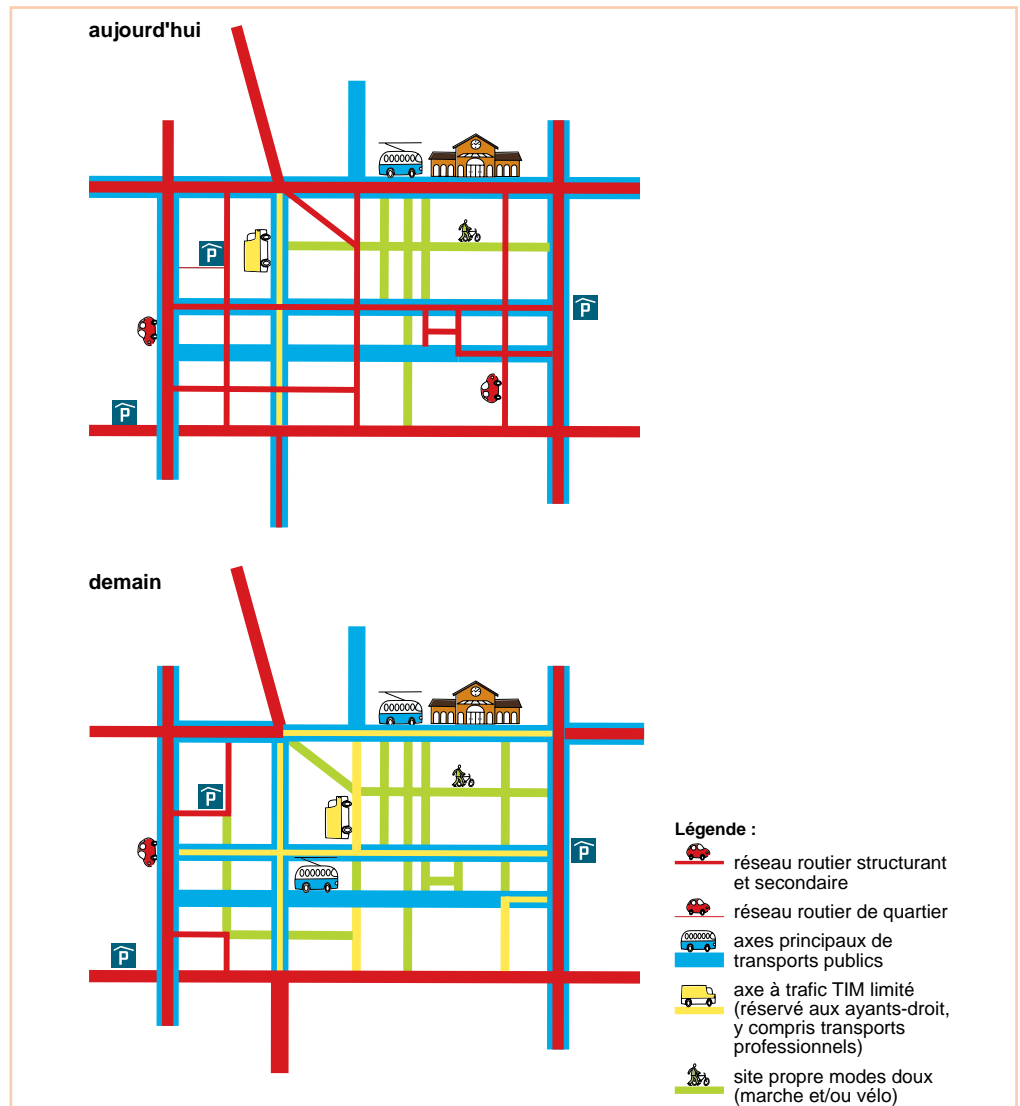 aujourd'hui
P
P
P
demain
P
P
P
Légende :
réseau routier structurant
et secondaire
réseau routier de quartier
axes principaux de
transports publics
axe à trafic TIM limité
(réservé aux ayants-droit,
y compris transports
professionnels)
site propre modes doux
(marche et/ou vélo)